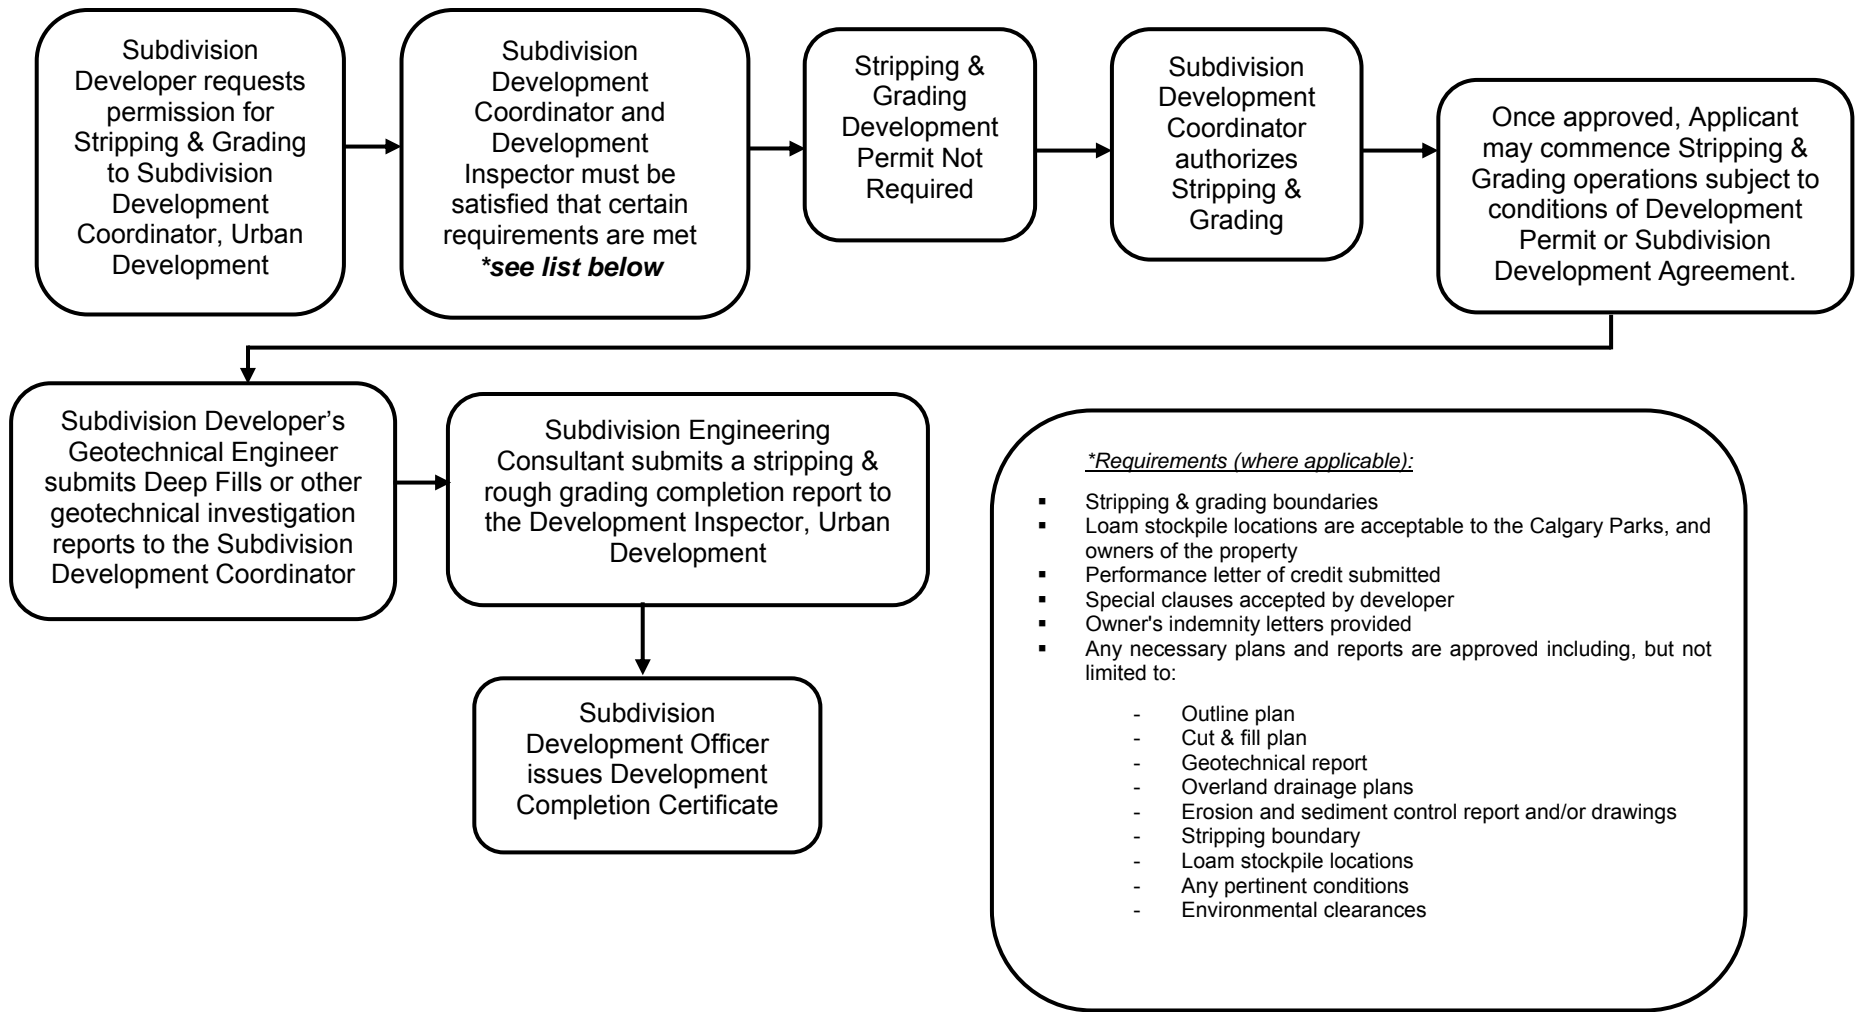 Subdivision
Developer requests
permission for
Stripping & Grading
to Subdivision
Development
Coordinator, Urban
Development
Subdivision
Development
Coordinator and
Development
Inspector must be
satisfied that certain
requirements are met
*see list below
Stripping &
Grading
Development
Permit Not
Required
Subdivision
Development
Coordinator
authorizes
Stripping &
Grading
Once approved, Applicant
may commence Stripping &
Grading operations subject to
conditions of Development
Permit or Subdivision
Development Agreement.
Subdivision Developer’s
Geotechnical Engineer
submits Deep Fills or other
geotechnical investigation
reports to the Subdivision
Development Coordinator
Subdivision Engineering
Consultant submits a stripping &
rough grading completion report to
the Development Inspector, Urban
Development
Subdivision
Development Officer
issues Development
Completion Certificate
*Requirements (where applicable):
▪ Stripping & grading boundaries
▪ Loam stockpile locations are acceptable to the Calgary Parks, and
owners of the property
▪ Performance letter of credit submitted
▪ Special clauses accepted by developer
▪ Owner's indemnity letters provided
▪ Any necessary plans and reports are approved including, but not
limited to:
- Outline plan
- Cut & fill plan
- Geotechnical report
- Overland drainage plans
- Erosion and sediment control report and/or drawings
- Stripping boundary
- Loam stockpile locations
- Any pertinent conditions
- Environmental clearances